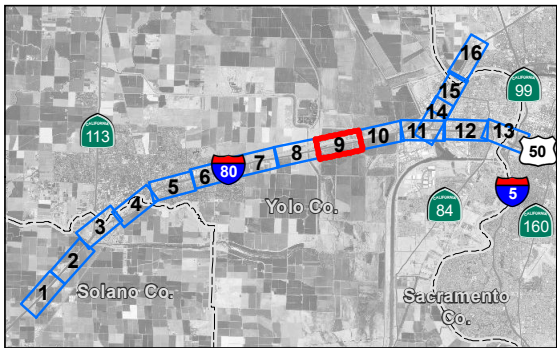 16
CALIFORNIA
99
15
CALIFORNIA
113
14
9
10
11
12
13
8
50
7
6
80
5
Yolo Co.
CALIFORNIA
84
5
CALIFORNIA
160
4
3
2
1
Solano Co.
Sacramento
Co.